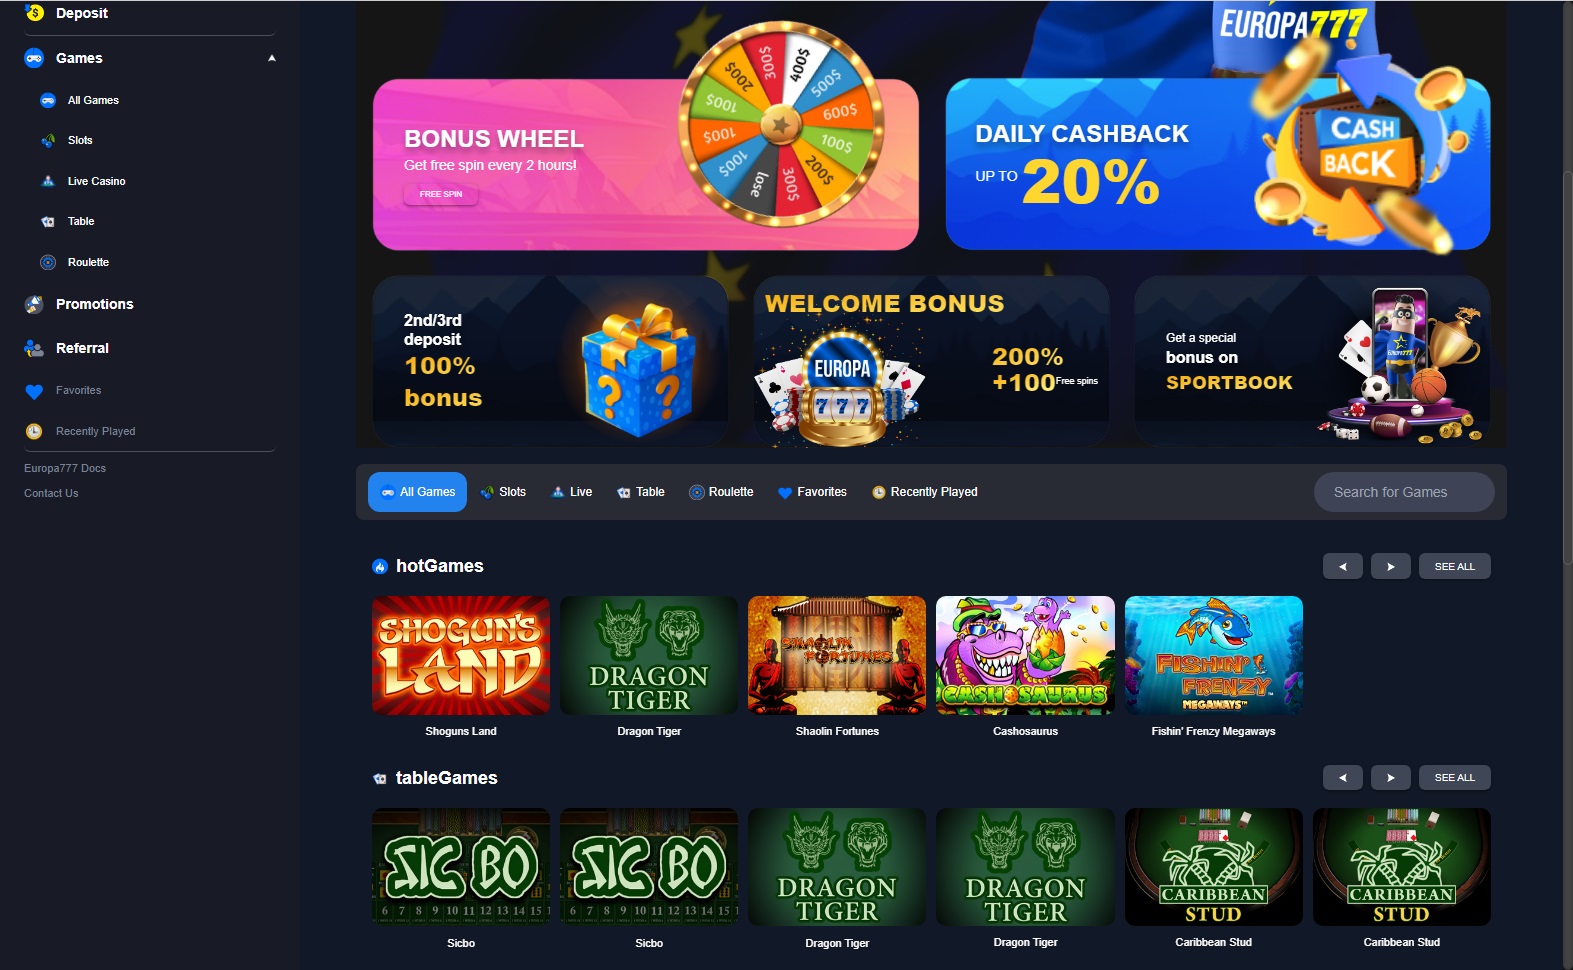 Deposit
Games
All Games
Slots
Live Casino
Table
Roulette
Promotions
Referral
Favorites
Recently Played
Europa777 Docs
Contact Us
EUROPA777
BONUS WHEEL
Get free spin every 2 hours!
FREE SPIN
400$
500$
600$
100$
200$
300$
lose
100$
100$
100$
200$
300$
DAILY CASHBACK
UP TO 20%
CASH
BACK
2nd/3rd
deposit
100%
bonus
WELCOME BONUS
EUROPA
777
200%
+100 Free spins
Get a special
bonus on
SPORTBOOK
EUROPA777
All Games
Slots
Live
Table
Roulette
Favorites
Recently Played
Search for Games
hotGames
SEE ALL
SHOGUN'S
LAND
DRAGON
TIGER
SHAOLIN
FORTUNES
CASHOSAURUS
FISHIN'
FRENZY
MEGAWAYS™
Shoguns Land
Dragon Tiger
Shaolin Fortunes
Cashosaurus
Fishin' Frenzy Megaways
tableGames
SEE ALL
SIC BO
6 7 8 9 10 11 12 13 14 15
SIC BO
6 7 8 9 10 11 12 13 14 15
DRAGON
TIGER
DRAGON
TIGER
CARIBBEAN
STUD
CARIBBEAN
STUD
Sicbo
Sicbo
Dragon Tiger
Dragon Tiger
Caribbean Stud
Caribbean Stud